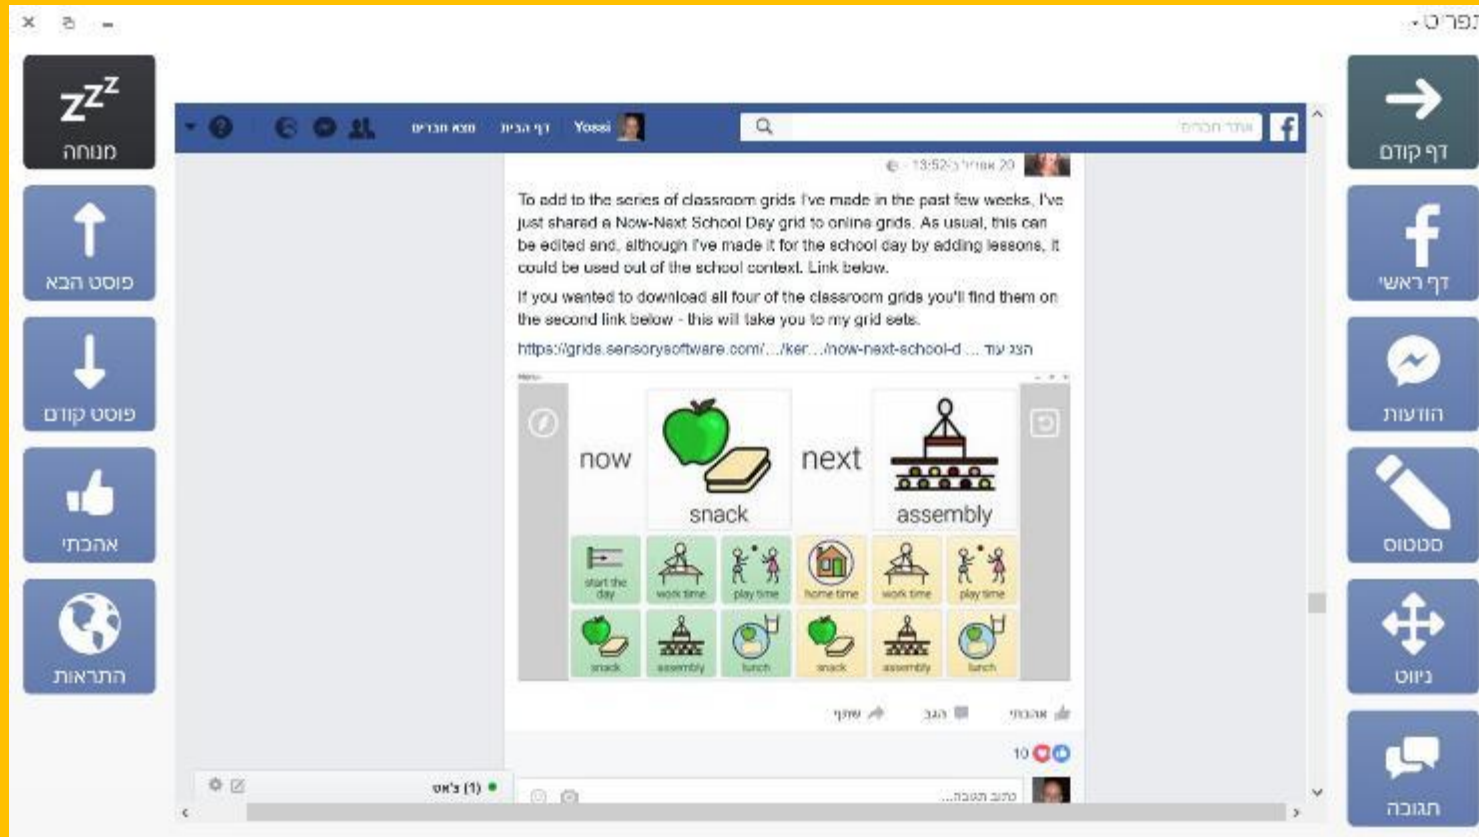 תפריט
דף קודם
דף ראשי
הודעות
סטטוס
ניווט
תגובה
מנוחה
פוסט הבא
פוסט קודם
אהבתי
התראות
Yossi דף הבית מצא חברים
אתר חברים
20 אפריל ב-13:52
To add to the series of classroom grids I've made in the past few weeks, I've
just shared a Now-Next School Day grid to online grids. As usual, this can
be edited and, although I've made it for the school day by adding lessons, it
could be used out of the school context. Link below.
If you wanted to download all four of the classroom grids you'll find them on
the second link below - this will take you to my grid sets.
https://grids.sensorysoftware.com/…/ker…/now-next-school-d ... הצג עוד
Menu
now snack next assembly
start the day work time play time home time work time play time
snack assembly lunch snack assembly lunch
אהבתי הגב שתף
10
כתוב תגובה...
צ'אט (1)